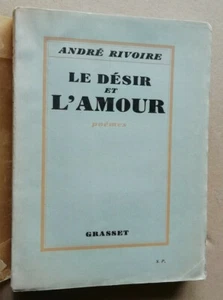 ANDRÉ RIVOIRE
LE DÉSIR
ET
L'AMOUR
poèmes
GRASSET